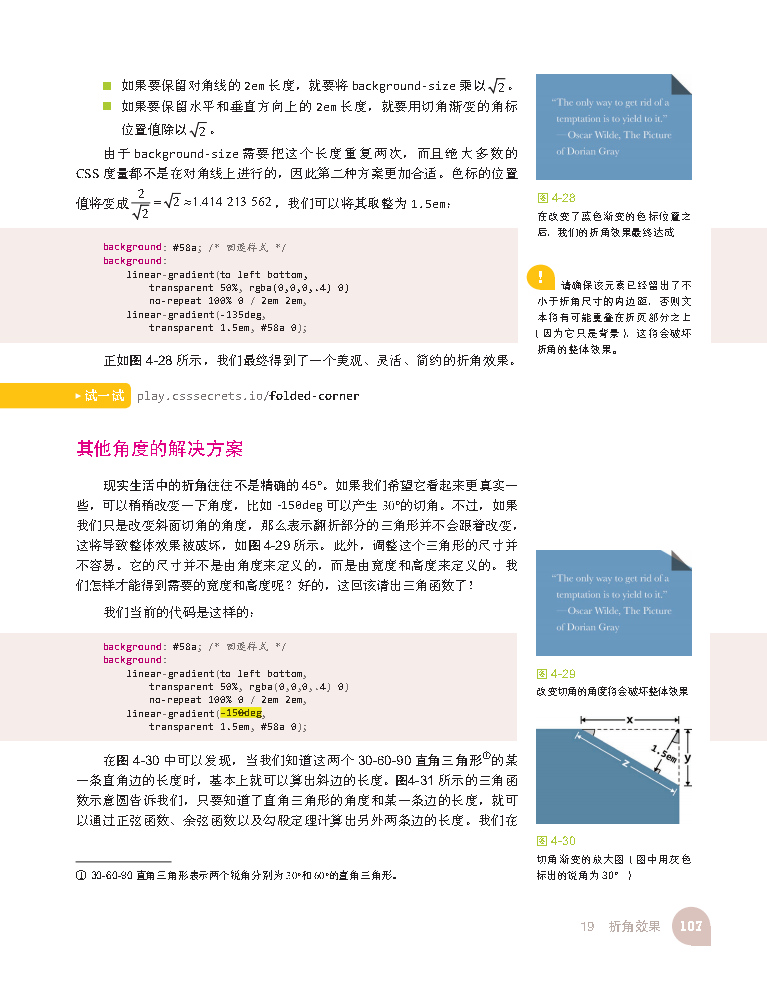 ■ 如果要保留对角线的 2em 长度，就要将 background-size 乘以 √2 。
■ 如果要保留水平和垂直方向上的 2em 长度，就要用切角渐变的角标
位置值除以 √2 。
由于 background-size 需要把这个长度重复两次，而且绝大多数的
CSS 度量都不是在对角线上进行的，因此第二种方案更加合适。色标的位置
值将变成 2/√2 = √2 ≈1.414 213 562，我们可以将其取整为 1.5em：
background: #58a; /* 回退样式 */
background:
linear-gradient(to left bottom,
transparent 50%, rgba(0,0,0,.4) 0)
no-repeat 100% 0 / 2em 2em,
linear-gradient(-135deg,
transparent 1.5em, #58a 0);
正如图 4-28 所示，我们最终得到了一个美观、灵活、简约的折角效果。
▶ 试一试 play.csssecrets.io/folded-corner
其他角度的解决方案
现实生活中的折角往往不是精确的 45°。如果我们希望它看起来更真实一
些，可以稍稍改变一下角度，比如 -150deg 可以产生 30°的切角。不过，如果
我们只是改变斜面切角的角度，那么表示翻折部分的三角形并不会跟着改变，
这将导致整体效果被破坏，如图 4-29 所示。此外，调整这个三角形的尺寸并
不容易。它的尺寸并不是由角度来定义的，而是由宽度和高度来定义的。我
们怎样才能得到需要的宽度和高度呢？好的，这回该请出三角函数了！
我们当前的代码是这样的：
background: #58a; /* 回退样式 */
background:
linear-gradient(to left bottom,
transparent 50%, rgba(0,0,0,.4) 0)
no-repeat 100% 0 / 2em 2em,
linear-gradient(-150deg,
transparent 1.5em, #58a 0);
在图 4-30 中可以发现，当我们知道这两个 30-60-90 直角三角形①的某
一条直角边的长度时，基本上就可以算出斜边的长度。图4-31 所示的三角函
数示意图告诉我们，只要知道了直角三角形的角度和某一条边的长度，就可
以通过正弦函数、余弦函数以及勾股定理计算出另外两条边的长度。我们在
① 30-60-90 直角三角形表示两个锐角分别为 30°和 60°的直角三角形。
“The only way to get rid of a
temptation is to yield to it.”
—Oscar Wilde, The Picture
of Dorian Gray
图 4-28
在改变了蓝色渐变的色标位置之
后，我们的折角效果最终达成
!
请确保该元素已经留出了不
小于折角尺寸的内边距，否则文
本将有可能重叠在折页部分之上
（因为它只是背景），这将会破坏
折角的整体效果。
“The only way to get rid of a
temptation is to yield to it.”
—Oscar Wilde, The Picture
of Dorian Gray
图 4-29
改变切角的角度将会破坏整体效果
x
1.5em
y
z
图 4-30
切角渐变的放大图（图中用灰色
标出的锐角为 30° ）
19 折角效果 107